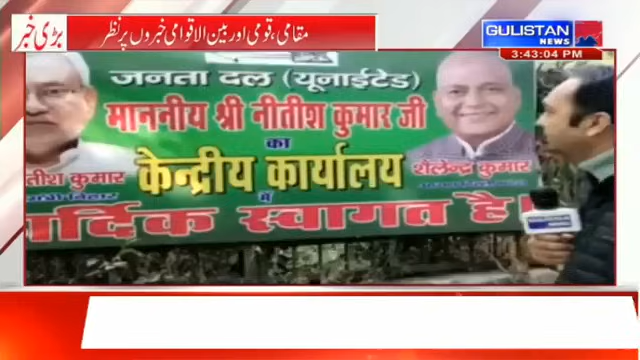 بڑی خبر
مقامی، قومی اور بین الاقوامی خبروں پر نظر
GULISTAN
NEWS
3:43:04 PM
जनता दल (यूनाईटेड)
माननीय श्री नीतीश कुमार जी
का
केन्द्रीय कार्यालय
में
र्दिक स्वागत है
तीश कुमार
शैलेन्द्र कुमार